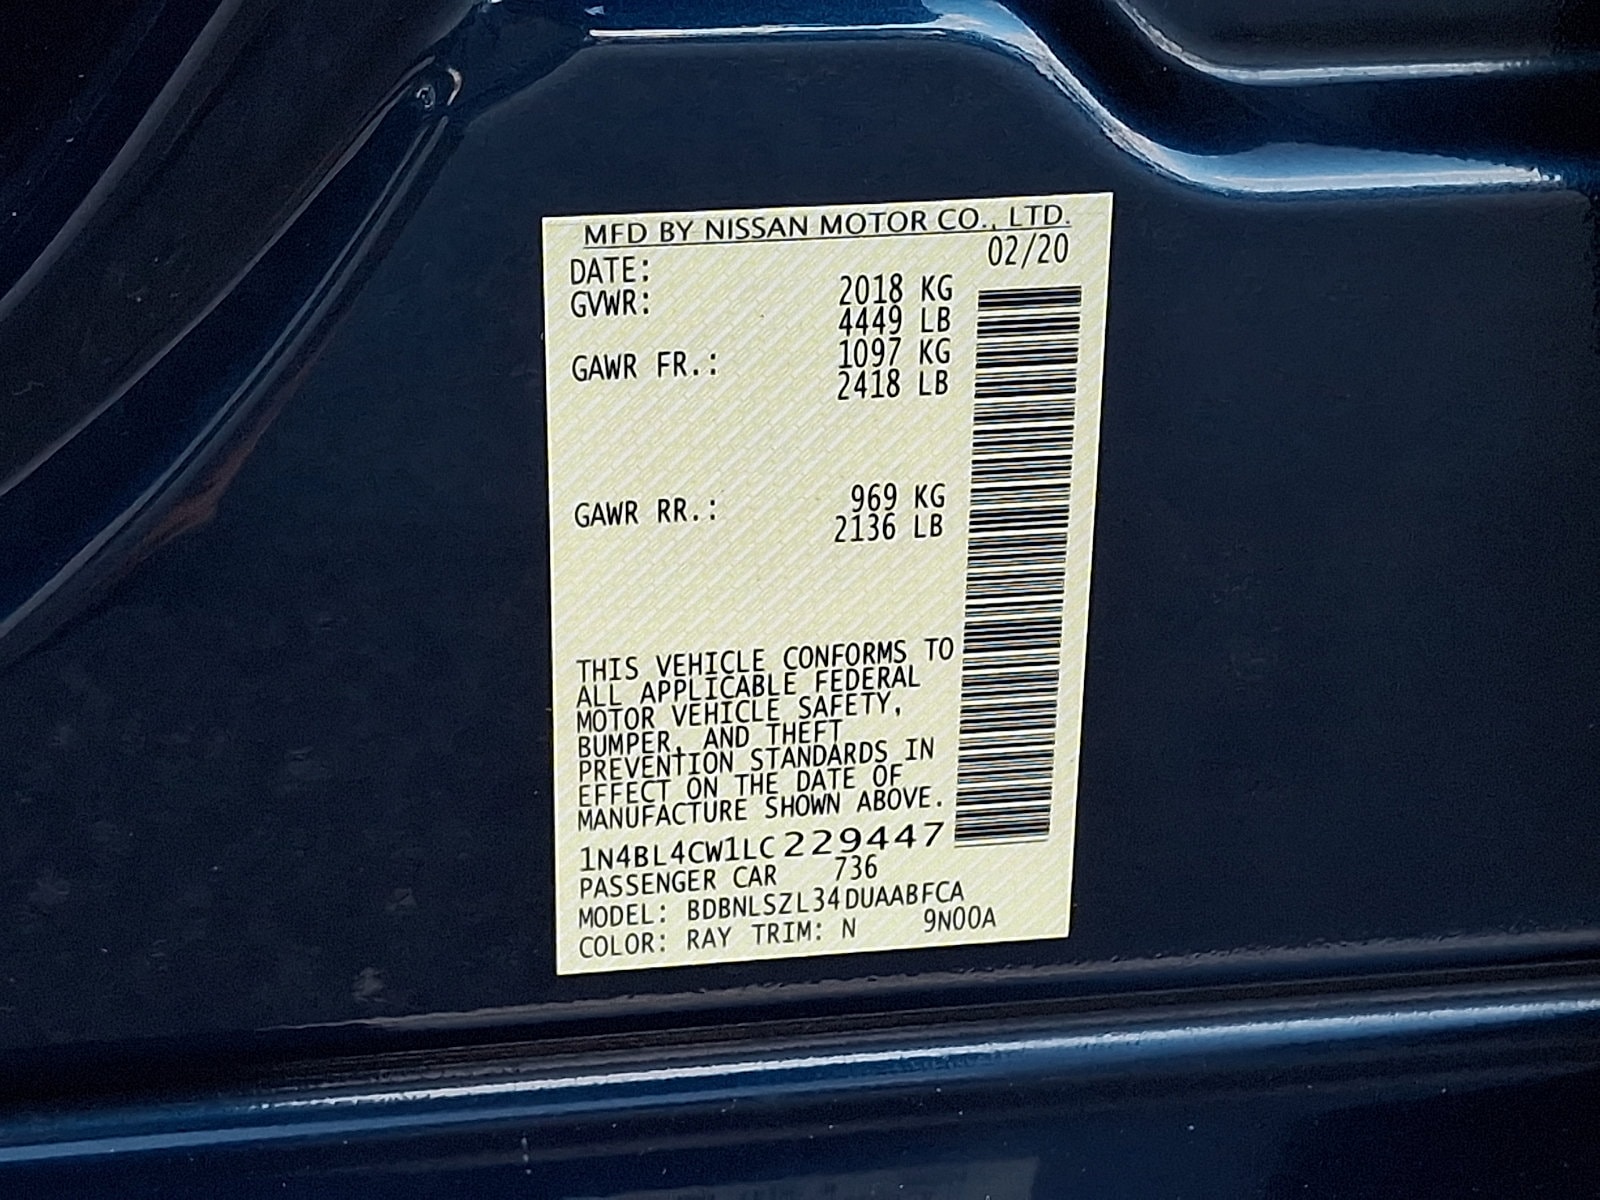 MFD BY NISSAN MOTOR CO., LTD.
DATE: 02/20
GVWR: 2018 KG
4449 LB
GAWR FR.: 1097 KG
2418 LB
GAWR RR.: 969 KG
2136 LB
THIS VEHICLE CONFORMS TO
ALL APPLICABLE FEDERAL
MOTOR VEHICLE SAFETY,
BUMPER, AND THEFT
PREVENTION STANDARDS IN
EFFECT ON THE DATE OF
MANUFACTURE SHOWN ABOVE.
1N4BL4CW1LC229447
PASSENGER CAR 736
MODEL: BDBNLSZL34DUAABFCA
COLOR: RAY TRIM: N 9N00A